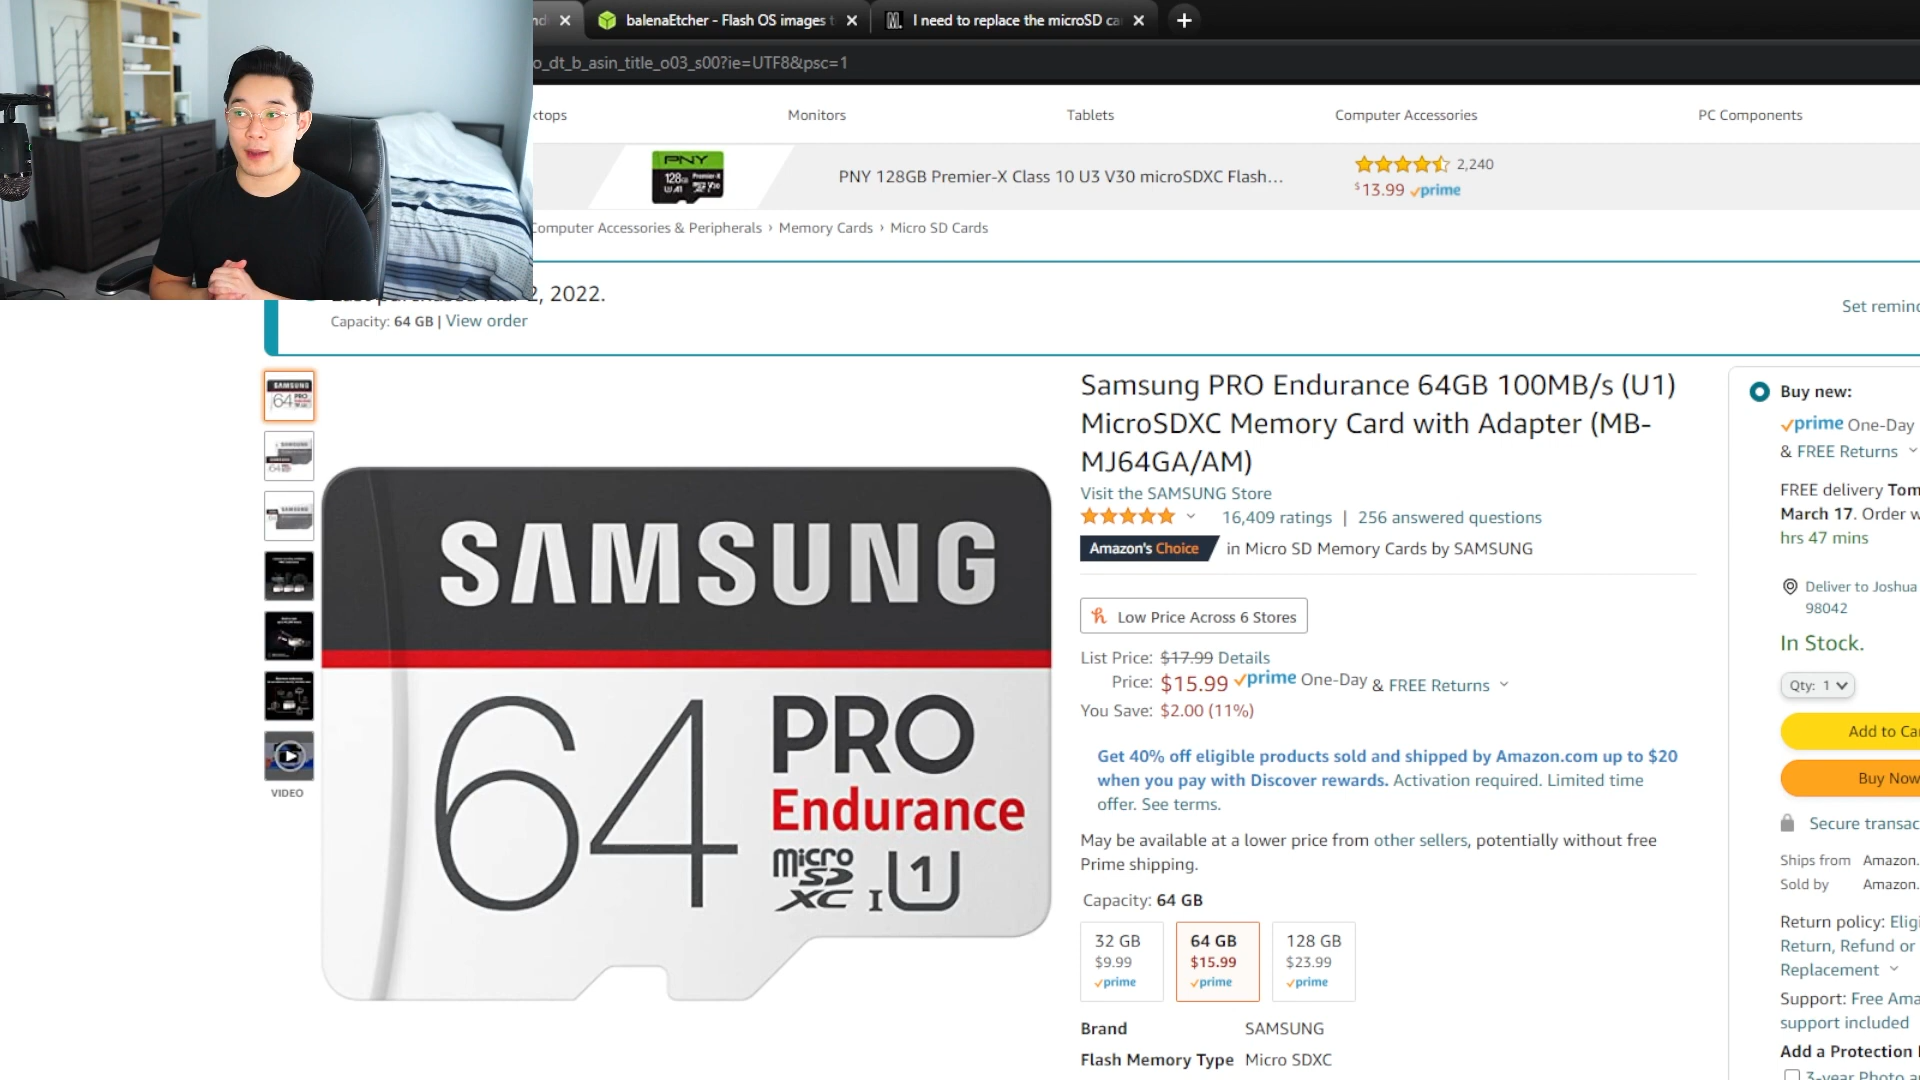 balenaEtcher - Flash OS images
I need to replace the microSD
o_dt_b_asin_title_o03_s00?ie=UTF8&psc=1
Monitors
Tablets
Computer Accessories
PC Components
PNY
128GB
PNY 128GB Premier-X Class 10 U3 V30 microSDXC Flash…
2,240
$13.99 prime
Computer Accessories & Peripherals › Memory Cards › Micro SD Cards
2, 2022.
Capacity: 64 GB | View order
Set
SAMSUNG
64 PRO
Endurance
micro
SD
XC I U1
VIDEO
Samsung PRO Endurance 64GB 100MB/s (U1)
MicroSDXC Memory Card with Adapter (MB-
MJ64GA/AM)
Visit the SAMSUNG Store
16,409 ratings | 256 answered questions
Amazon's Choice in Micro SD Memory Cards by SAMSUNG
Low Price Across 6 Stores
List Price: $17.99 Details
Price: $15.99 prime One-Day & FREE Returns
You Save: $2.00 (11%)
Get 40% off eligible products sold and shipped by Amazon.com up to $20
when you pay with Discover rewards. Activation required. Limited time
offer. See terms.
May be available at a lower price from other sellers, potentially without free
Prime shipping.
Capacity: 64 GB
32 GB
$9.99
prime
64 GB
$15.99
prime
128 GB
$23.99
prime
Brand SAMSUNG
Flash Memory Type Micro SDXC
Buy new:
prime One-Day
& FREE Returns
FREE delivery Tom
March 17. Order w
hrs 47 mins
Deliver to Joshua
98042
In Stock.
Qty: 1
Add to Ca
Buy Now
Secure transac
Ships from Amazon.
Sold by Amazon.
Return policy: Eligi
Return, Refund or
Replacement
Support: Free Ama
support included
Add a Protection
3-year Photo a